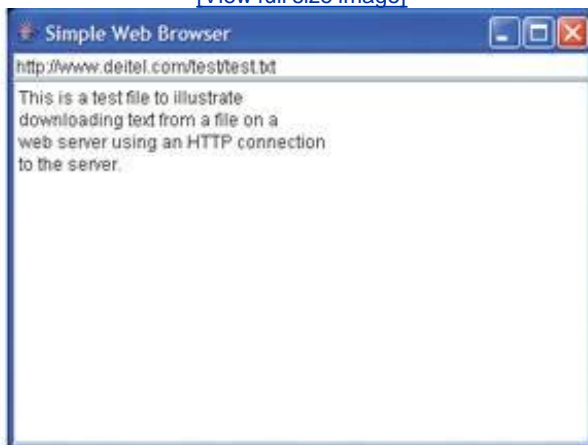 [View full size image]
Simple Web Browser
http://www.deitel.com/test/test.txt
This is a test file to illustrate
downloading text from a file on a
web server using an HTTP connection
to the server.